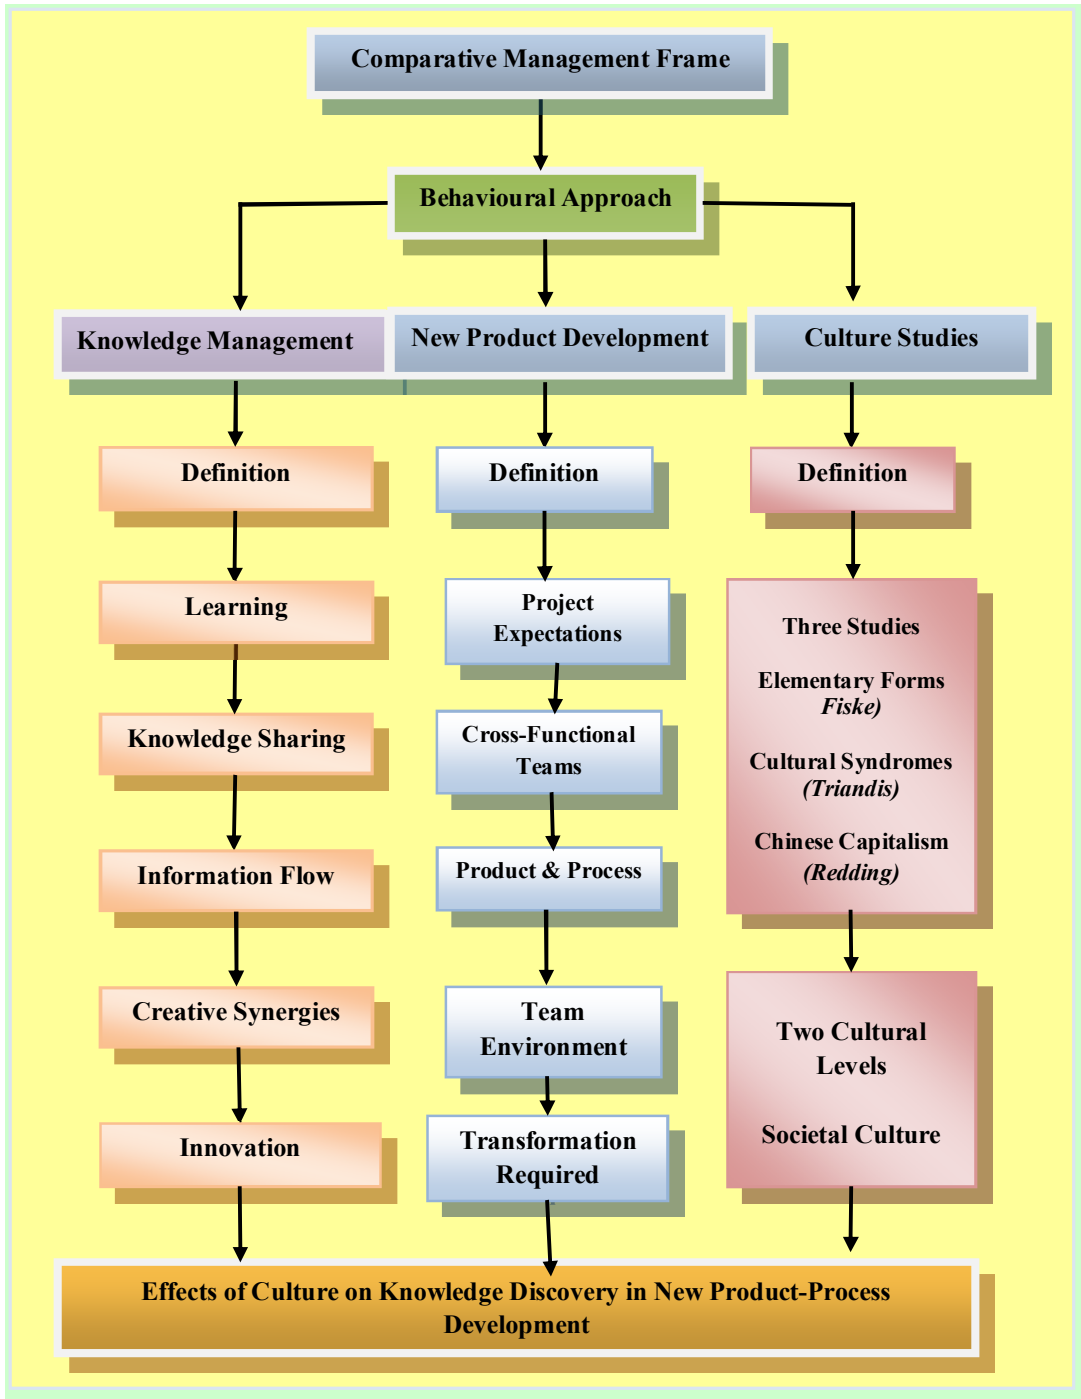 Comparative Management Frame
Behavioural Approach
Knowledge Management
New Product Development
Culture Studies
Definition
Learning
Knowledge Sharing
Information Flow
Creative Synergies
Innovation
Definition
Project
Expectations
Cross-Functional
Teams
Product & Process
Team
Environment
Transformation
Required
Definition
Three Studies
Elementary Forms
Fiske)
Cultural Syndromes
(Triandis)
Chinese Capitalism
(Redding)
Two Cultural
Levels
Societal Culture
Effects of Culture on Knowledge Discovery in New Product-Process
Development